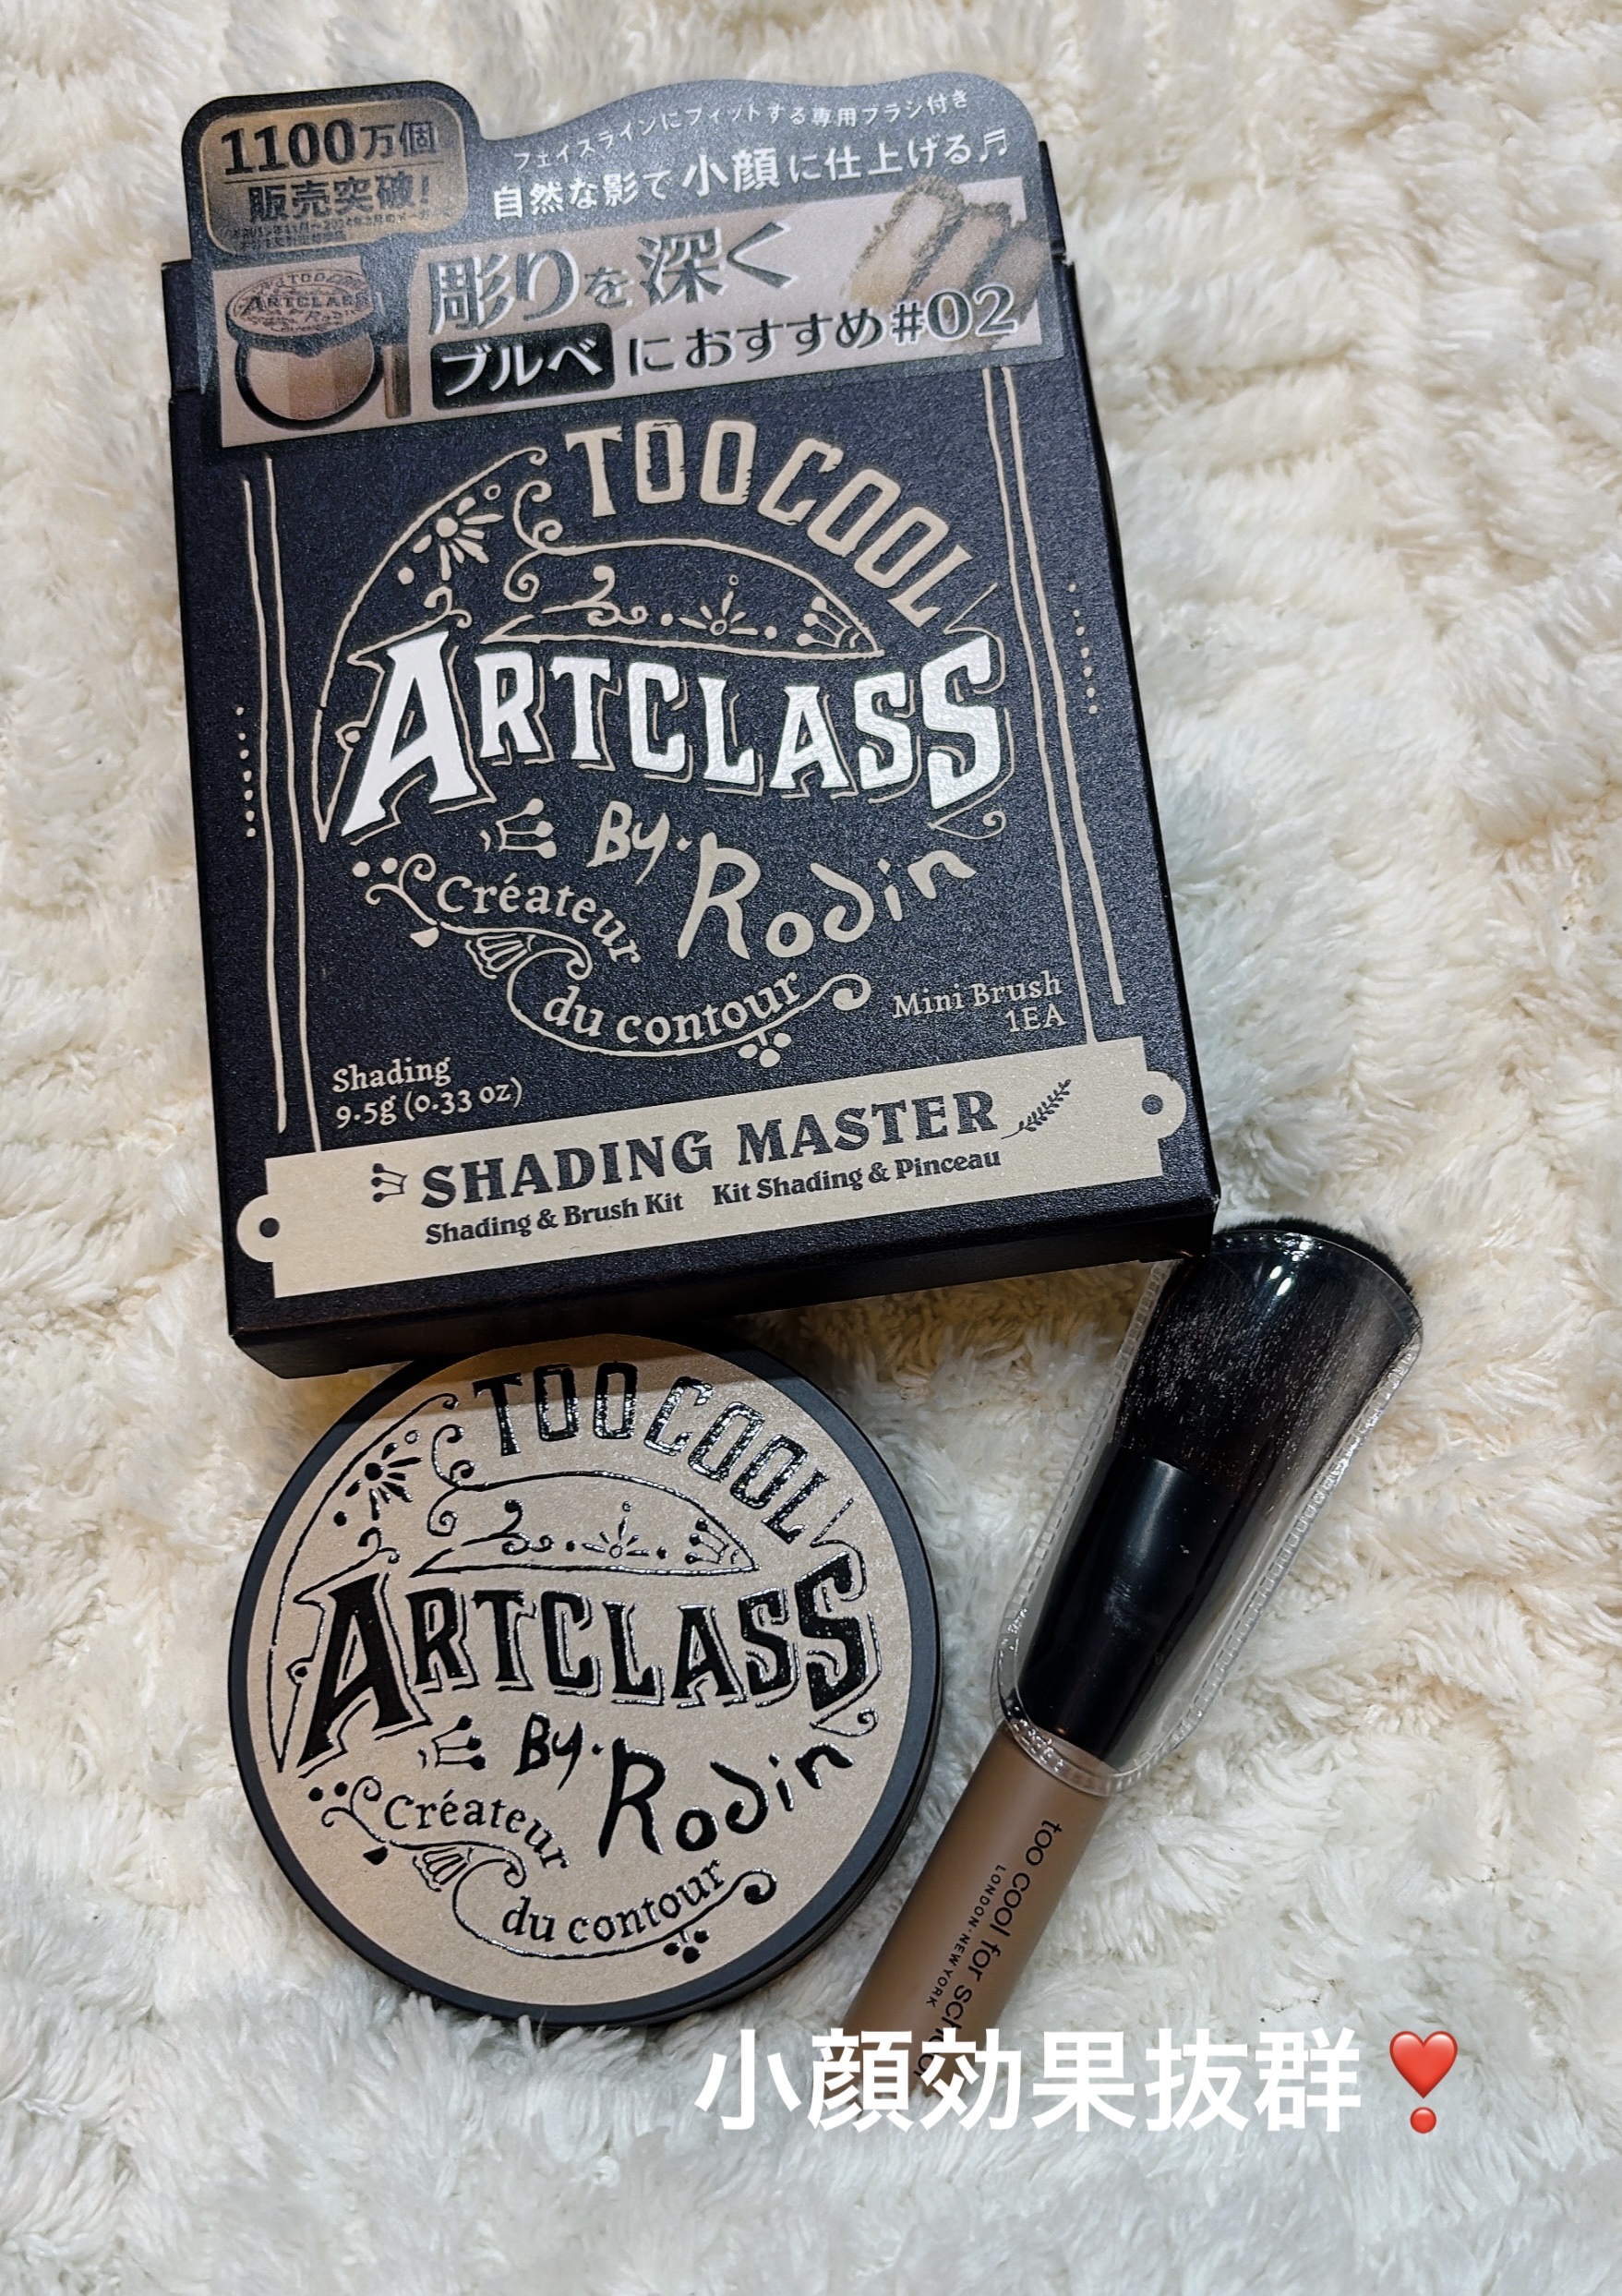 1100万個
販売突破!
フェイスラインにフィットする専用ブラシ付き
自然な影で小顔に仕上げる♬
彫りを深く
ブルベにおすすめ#02
TOO COOL
ARTCLASS
By. Rodin
Créateur
du contour
Mini Brush
1EA
Shading
9.5g (0.33 oz)
SHADING MASTER
Shading & Brush Kit Kit Shading & Pinceau
TOO COOL
ARTCLASS
By. Rodin
Créateur
du contour
too cool for school
LONDON·NEW YORK
小顔効果抜群❣️